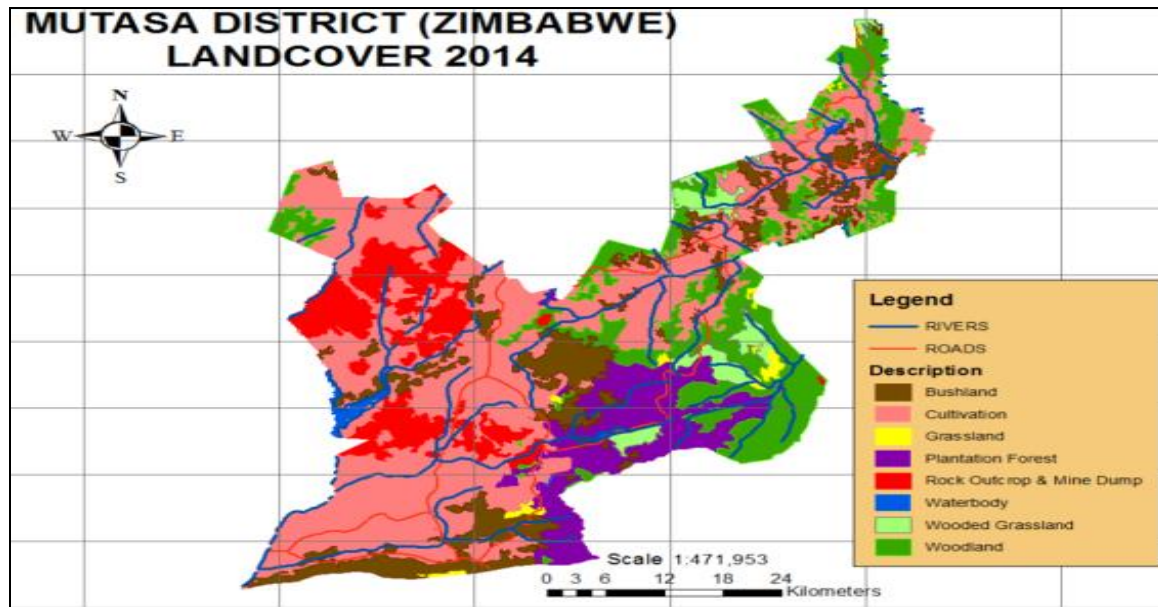 MUTASA DISTRICT (ZIMBABWE)
LANDCOVER 2014
N
W E
S
Legend
RIVERS
ROADS
Description
Bushland
Cultivation
Grassland
Plantation Forest
Rock Outcrop & Mine Dump
Waterbody
Wooded Grassland
Woodland
Scale 1:471,953
0 3 6 12 18 24
Kilometers